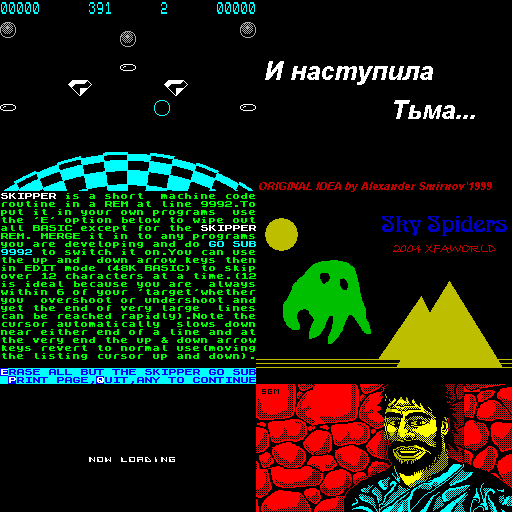 00000 391 2 00000
И наступила
Тьма...
ORIGINAL IDEA by Alexander Smirnov'1999
SKIPPER is a short  machine code
routine in a REM at line 9992.To
put it in your own programs  use
the 'E' option below to wipe out
all BASIC except for the SKIPPER
REM. MERGE it in to any programs
you are developing and do GO SUB
9992 to switch it on.You can use
the up and  down arrow keys then
in EDIT mode (48K BASIC) to skip
over 12 characters at a time.(12
is ideal because you are  always
within 6 of your 'target'whether
you  overshoot or undershoot and
yet the end of very large  lines
can be reached rapidly).Note the
cursor automatically  slows down
near either end of a line and at
the very end the up & down arrow
keys revert to normal use(moving
the listing cursor up and down).
ERASE ALL BUT THE SKIPPER GO SUB
PRINT PAGE,QUIT,ANY TO CONTINUE
Sky Spiders
2004 XFAWORLD
NOW LOADING
SGM